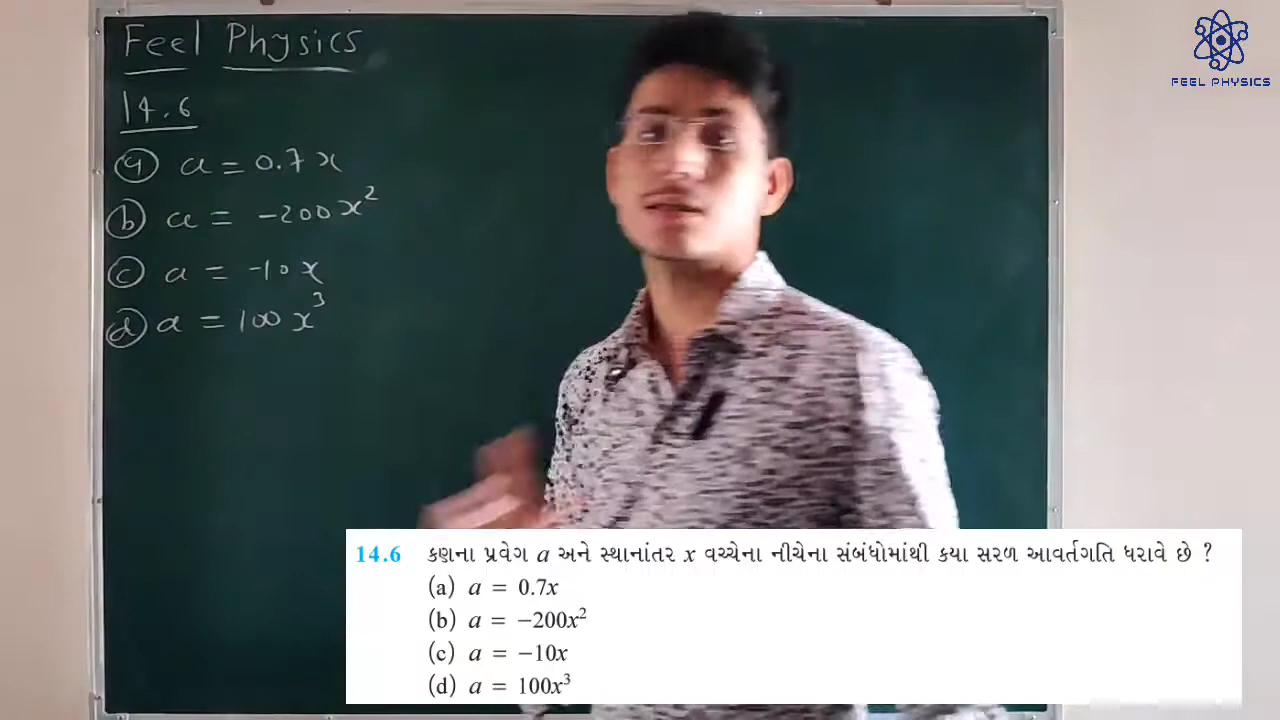 Feel Physics
FEEL PHYSICS
14.6
(a) a = 0.7x
(b) a = -200x²
(c) a = -10x
(d) a = 100x³
14.6 કણના પ્રવેગ a અને સ્થાનાંતર x વચ્ચેના નીચેના સંબંધોમાંથી કયા સરળ આવર્તગતિ ધરાવે છે ?
(a) a = 0.7x
(b) a = −200x²
(c) a = −10x
(d) a = 100x³